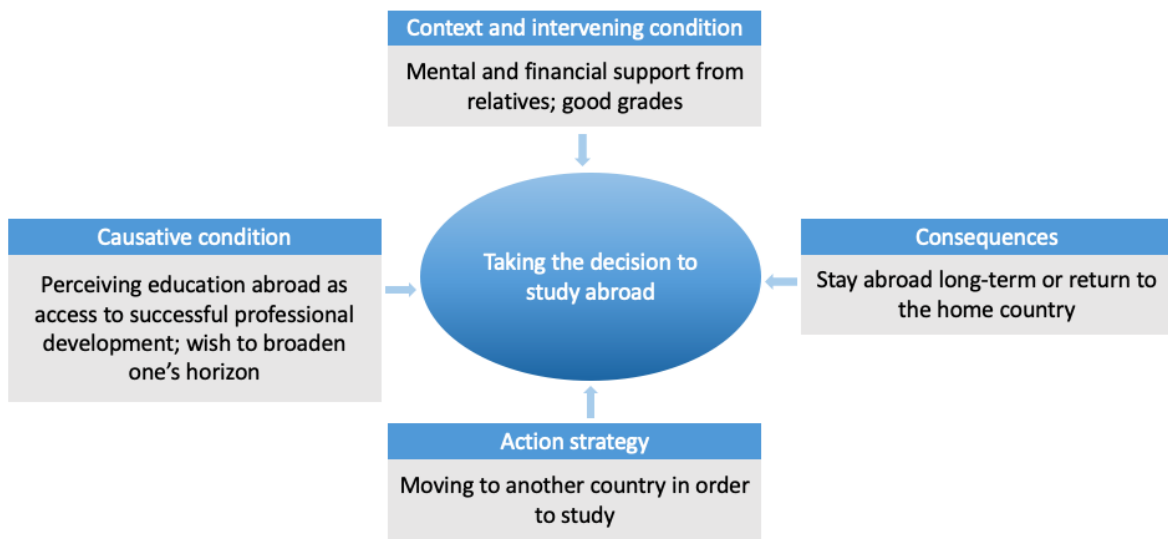 Context and intervening condition
Mental and financial support from
relatives; good grades
Causative condition
Perceiving education abroad as
access to successful professional
development; wish to broaden
one’s horizon
Taking the decision to
study abroad
Consequences
Stay abroad long-term or return to
the home country
Action strategy
Moving to another country in order
to study